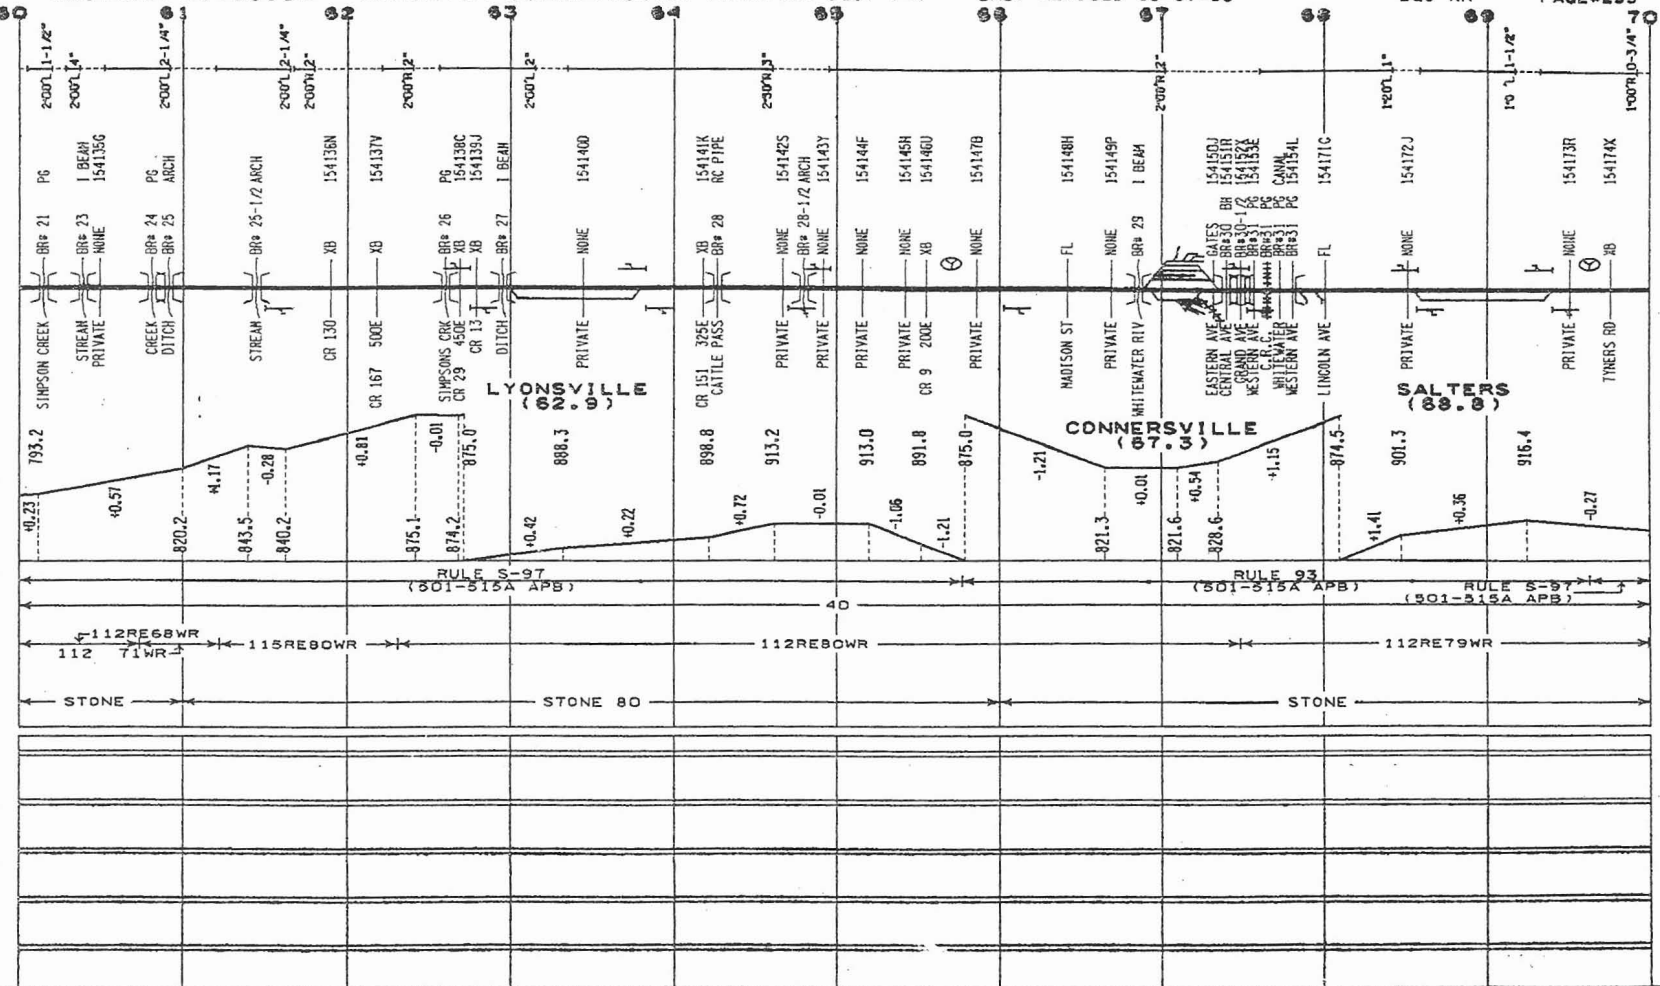 60 61 62 63 64 65 66 67 68 69 70
2°00'L 1-1/2"
2°00'L 4"
2°00'L 2-1/4"
2°00'L 2-1/4"
2°00'R 2"
2°00'R 2"
2°00'L 2"
2°30'R 3"
2°00'R 2"
1°20'L 1"
1°0 'L 1-1/2"
1°00'R 0-3/4"
SIMPSON CREEK BR# 21 PG
STREAM BR# 23 I BEAM
PRIVATE NONE 154135G
CREEK BR# 24 PG
DITCH BR# 25 ARCH
STREAM BR# 25-1/2 ARCH
CR 130 XB 154136N
CR 167 500E XB 154137V
SIMPSONS CRK BR# 26 PG
CR 29 450E XB 154138C
CR 13 XB 154139J
DITCH BR# 27 I BEAM
PRIVATE NONE 154140D
CR 151 325E XB 154141K
CATTLE PASS BR# 28 RC PIPE
PRIVATE NONE 154142S
BR# 28-1/2 ARCH
PRIVATE NONE 154143Y
PRIVATE NONE 154144F
PRIVATE NONE 154145H
CR 9 200E XB 154146U
PRIVATE NONE 154147B
MADISON ST FL 154148H
PRIVATE NONE 154149P
WHITEWATER RIV BR# 29 I BEAM
EASTERN AVE GATES 154150J
CENTRAL AVE BR#30 BH 154151R
GRAND AVE BR#30-1/2 154152X
WESTERN AVE BR#31 PG 154153E
C.R.C. BR#31 PG
WHITEWATER BR#31 PG CANAL
WESTERN AVE BR#31 PG 154154L
LINCOLN AVE FL 154171C
PRIVATE NONE 154172J
PRIVATE NONE 154173R
TYNERS RD XB 154174X
LYONSVILLE
(62.9)
CONNERSVILLE
(67.3)
SALTERS
(68.8)
793.2
820.2
843.5
840.2
875.1
874.2
875.0
888.3
898.8
913.2
913.0
891.8
875.0
821.3
821.6
828.6
874.5
901.3
916.4
+0.23
+0.57
+1.17
-0.28
+0.81
-0.01
+0.42
+0.22
+0.72
-0.01
-1.06
-1.21
-1.21
+0.01
+0.54
+1.15
+1.41
+0.36
-0.27
RULE S-97
(501-515A APB)
RULE 93
(501-515A APB)
RULE S-97
(501-515A APB)
40
112RE68WR
112 71WR
115RE80WR
112RE80WR
112RE79WR
STONE
STONE 80
STONE